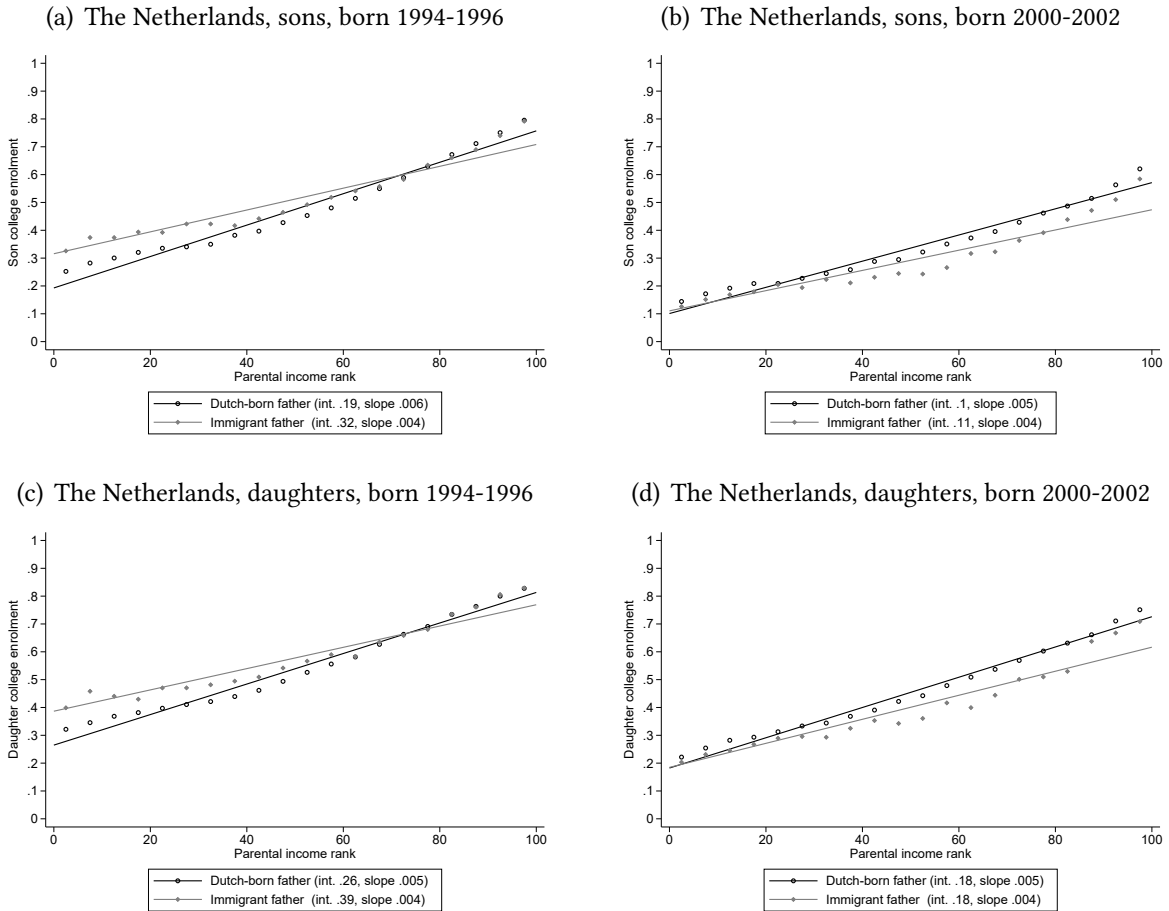 (a) The Netherlands, sons, born 1994-1996
1
.9
.8
.7
.6
.5
.4
.3
.2
.1
0
Son college enrolment
0 20 40 60 80 100
Parental income rank
Dutch-born father (int. .19, slope .006)
Immigrant father (int. .32, slope .004)
(b) The Netherlands, sons, born 2000-2002
1
.9
.8
.7
.6
.5
.4
.3
.2
.1
0
Son college enrolment
0 20 40 60 80 100
Parental income rank
Dutch-born father (int. .1, slope .005)
Immigrant father (int. .11, slope .004)
(c) The Netherlands, daughters, born 1994-1996
1
.9
.8
.7
.6
.5
.4
.3
.2
.1
0
Daughter college enrolment
0 20 40 60 80 100
Parental income rank
Dutch-born father (int. .26, slope .005)
Immigrant father (int. .39, slope .004)
(d) The Netherlands, daughters, born 2000-2002
1
.9
.8
.7
.6
.5
.4
.3
.2
.1
0
Daughter college enrolment
0 20 40 60 80 100
Parental income rank
Dutch-born father (int. .18, slope .005)
Immigrant father (int. .18, slope .004)